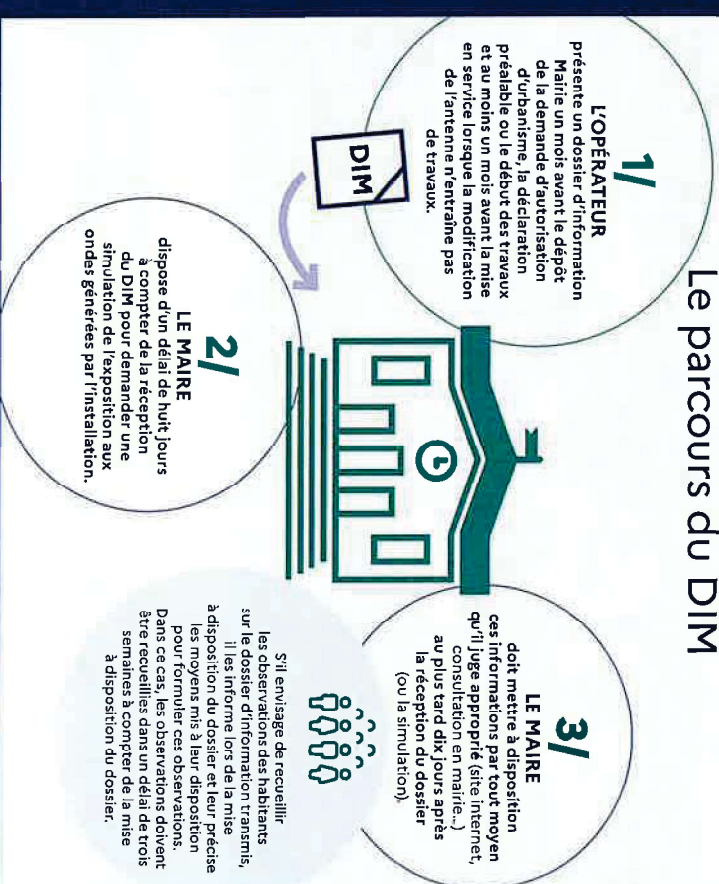 Le parcours du DIM
1/
L'OPÉRATEUR
présente un dossier d'information
Mairie un mois avant le dépôt
de la demande d'autorisation
d'urbanisme, la déclaration
préalable ou le début des travaux
et au moins un mois avant la mise
en service lorsque la modification
de l'antenne n'entraîne pas
de travaux.
DIM
2/
LE MAIRE
dispose d'un délai de huit jours
à compter de la réception
du DIM pour demander une
simulation de l'exposition aux
ondes générées par l'installation.
3/
LE MAIRE
doit mettre à disposition
ces informations par tout moyen
qu'il juge approprié (site internet,
consultation en mairie...)
au plus tard dix jours après
la réception du dossier
(ou la simulation).
S'il envisage de recueillir
les observations des habitants
sur le dossier d'information transmis,
il les informe lors de la mise
à disposition du dossier et leur précise
les moyens mis à leur disposition
pour formuler ces observations.
Dans ce cas, les observations doivent
être recueillies dans un délai de trois
semaines à compter de la mise
à disposition du dossier.